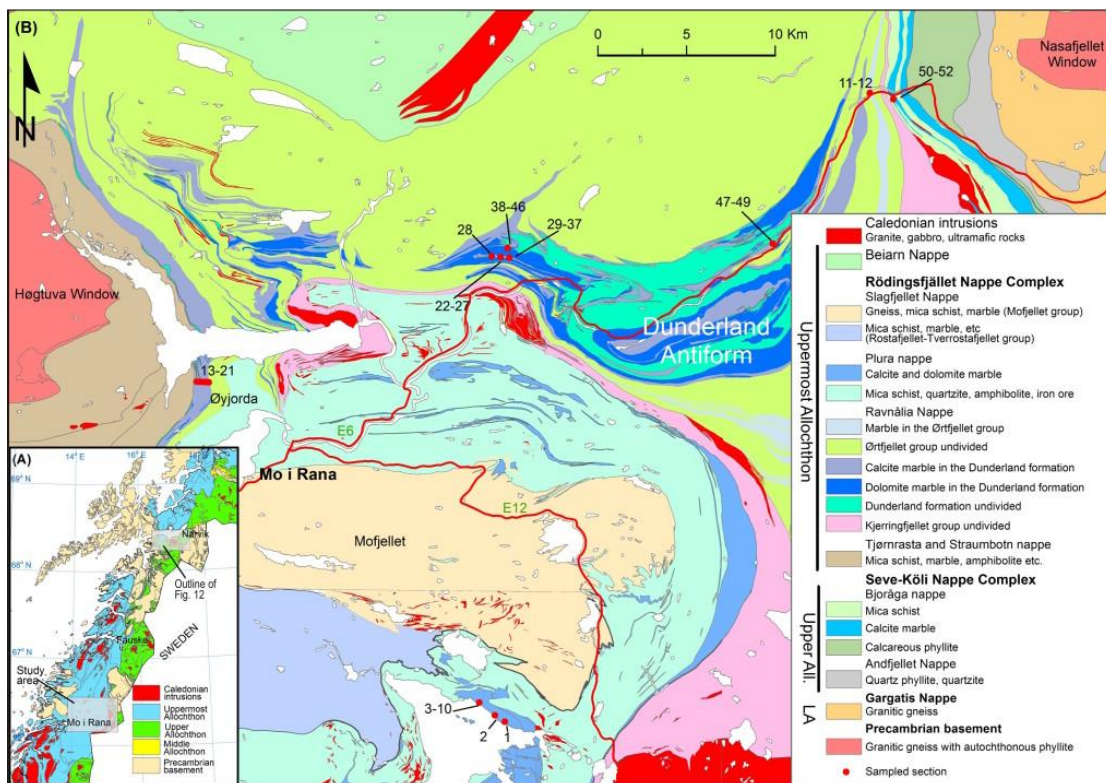 (B)
N
0 5 10 Km
Nasafjellet
Window
11-12
50-52
38-46
28
29-37
47-49
22-27
Høgtuva Window
Dunderland
Antiform
13-21
Øyjorda
E6
Mo i Rana
E12
Mofjellet
3-10
2
1
(A)
14° E
16° E
69° N
Narvik
68° N
Outline of
Fig. 12
Fauske
SWEDEN
67° N
Study
area
Mo i Rana
Caledonian
intrusions
Uppermost
Allochthon
Upper
Allochthon
Middle
Allochthon
Precambrian
basement
Caledonian intrusions
Granite, gabbro, ultramafic rocks
Beiarn Nappe
Rödingsfjället Nappe Complex
Slagfjellet Nappe
Gneiss, mica schist, marble (Mofjellet group)
Mica schist, marble, etc
(Rostafjellet-Tverrostafjellet group)
Plura nappe
Calcite and dolomite marble
Mica schist, quartzite, amphibolite, iron ore
Ravnålia Nappe
Marble in the Ørtfjellet group
Ørtfjellet group undivided
Calcite marble in the Dunderland formation
Dolomite marble in the Dunderland formation
Dunderland formation undivided
Kjerringfjellet group undivided
Tjørnrasta and Straumbotn nappe
Mica schist, marble, amphibolite etc.
Uppermost Allochthon
Seve-Köli Nappe Complex
Bjoråga nappe
Mica schist
Calcite marble
Calcareous phyllite
Andfjellet Nappe
Quartz phyllite, quartzite
Upper All.
Gargatis Nappe
Granitic gneiss
LA
Precambrian basement
Granitic gneiss with autochthonous phyllite
Sampled section